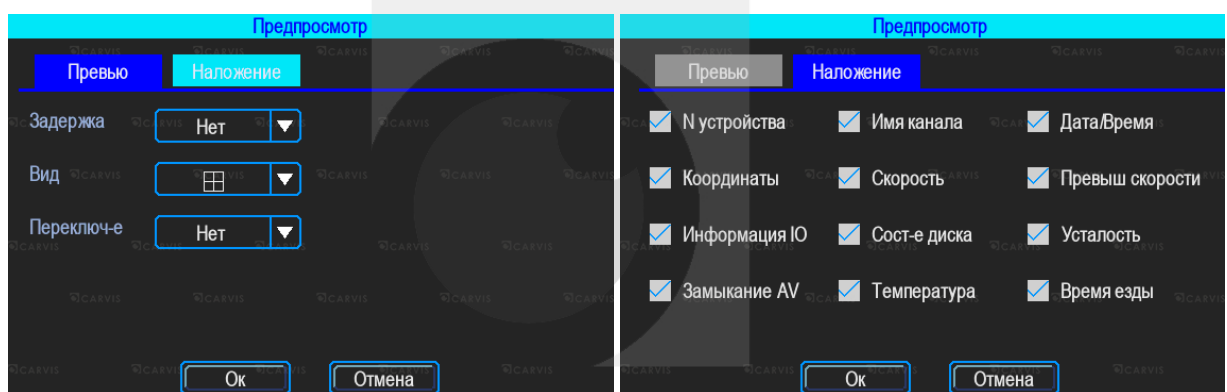 Предпросмотр
Превью Наложение
Задержка Нет
Вид
Переключ-е Нет
Ок Отмена
Предпросмотр
Превью Наложение
N устройства Имя канала Дата/Время
Координаты Скорость Превыш скорости
Информация IO Сост-е диска Усталость
Замыкание AV Температура Время езды
Ок Отмена
CARVIS